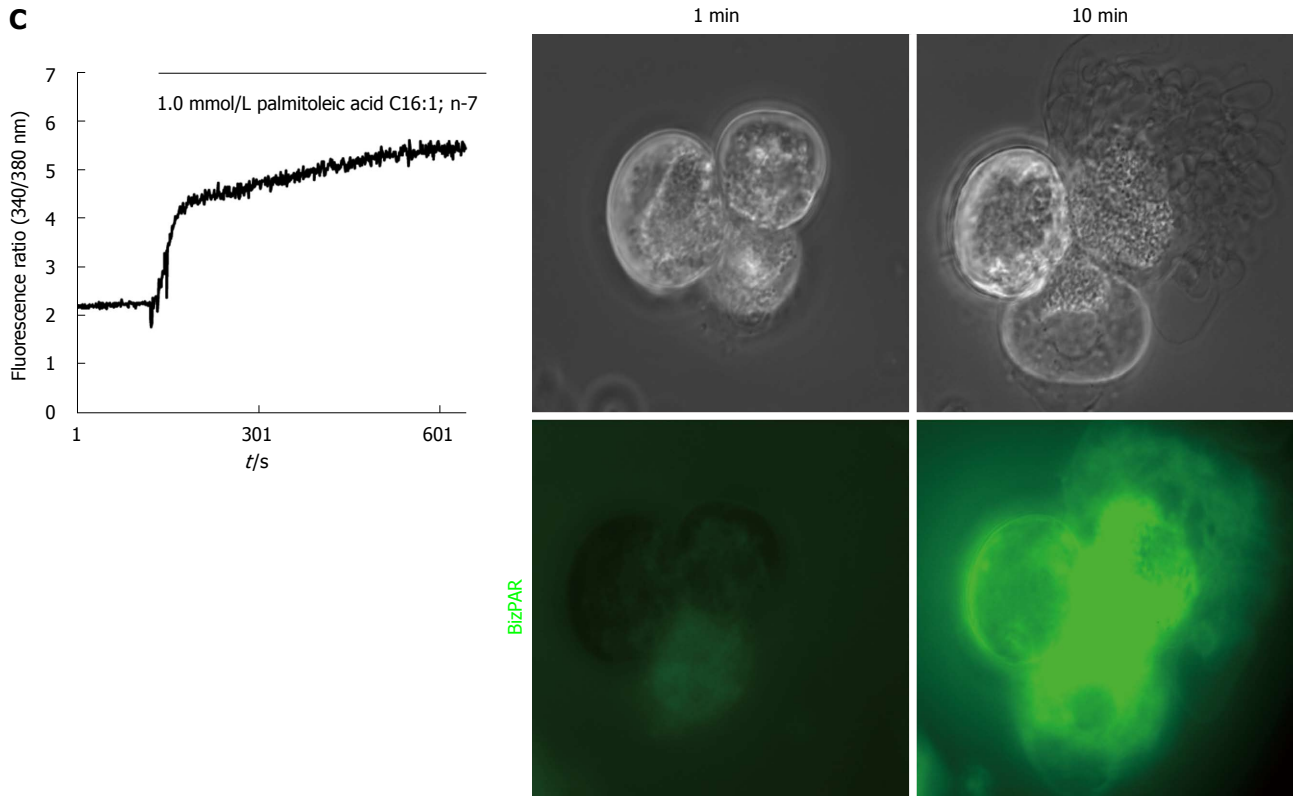 C
1 min
10 min
7
1.0 mmol/L palmitoleic acid C16:1; n-7
6
5
4
3
2
1
0
Fluorescence ratio (340/380 nm)
1
301
601
t/s
BizPAR